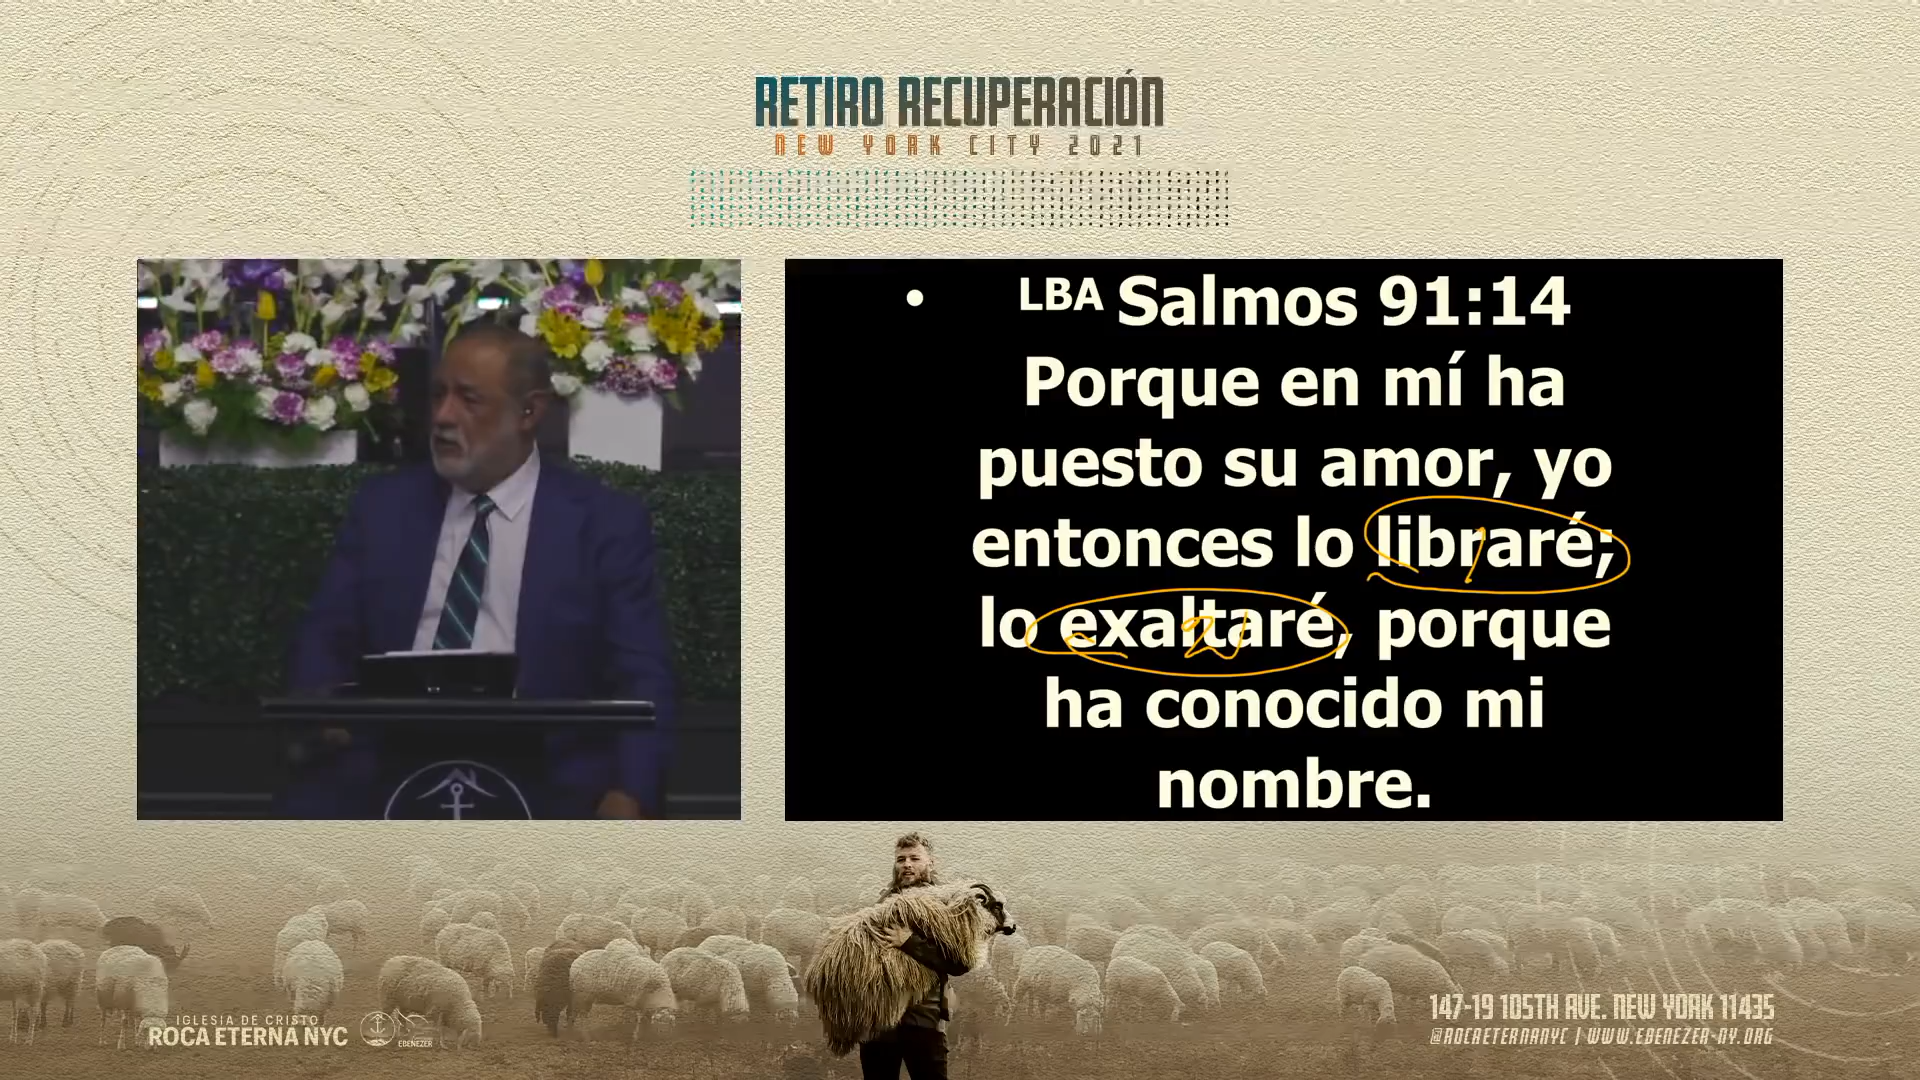 RETIRO RECUPERACIÓN
NEW YORK CITY 2021
• LBA Salmos 91:14
Porque en mí ha
puesto su amor, yo
entonces lo libraré;
1
lo exaltaré, porque
2
ha conocido mi
nombre.
IGLESIA DE CRISTO
ROCA ETERNA NYC
EBENEZER
147-19 105TH AVE. NEW YORK 11435
@ROCAETERNANYC | WWW.EBENEZER-NY.ORG